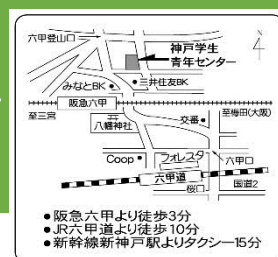 六甲登山口
N
神戸学生
青年センター
みなとBK
三井住友BK
阪急六甲
至三宮
至梅田(大阪)
八幡神社
交番
Coop
フォレスタ
六甲口
六甲道
桜口
国道2
●阪急六甲より徒歩3分
●JR六甲道より徒歩10分
●新幹線新神戸駅よりタクシー15分